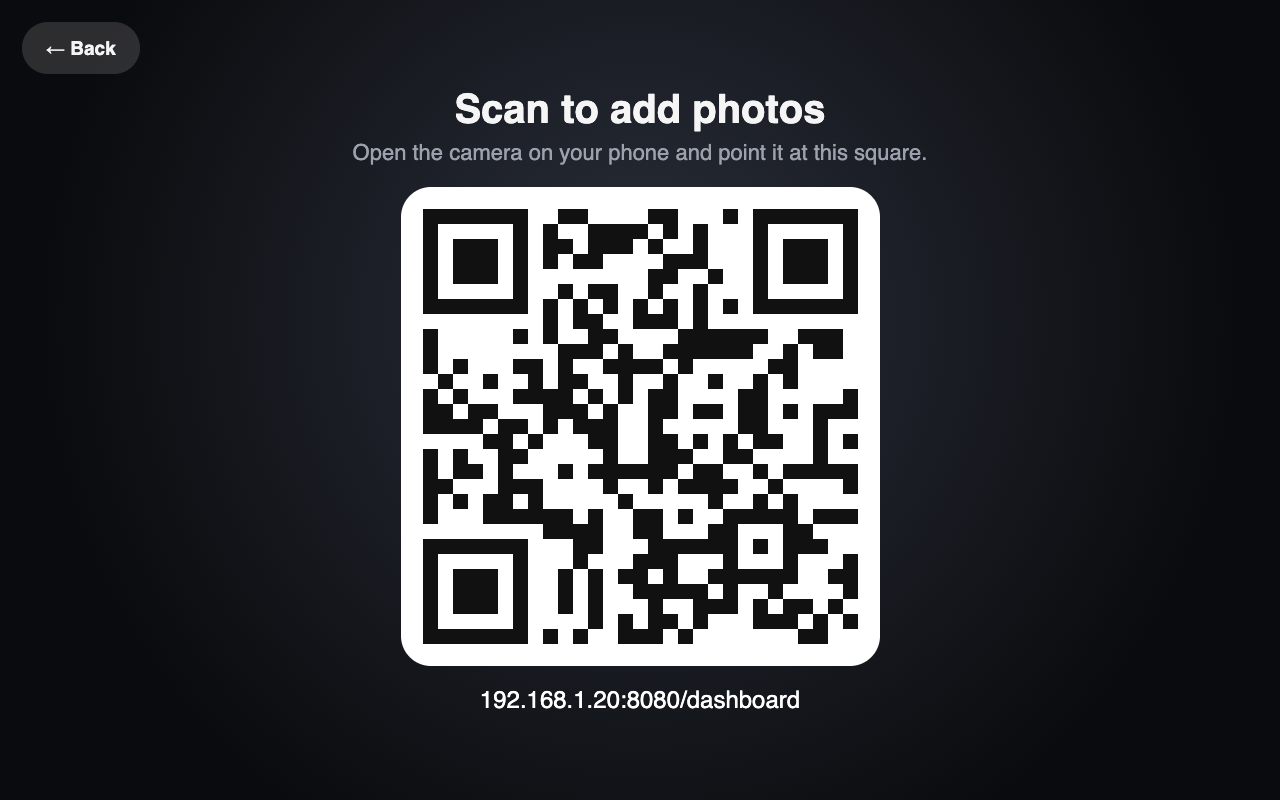 ← Back
Scan to add photos
Open the camera on your phone and point it at this square.
192.168.1.20:8080/dashboard